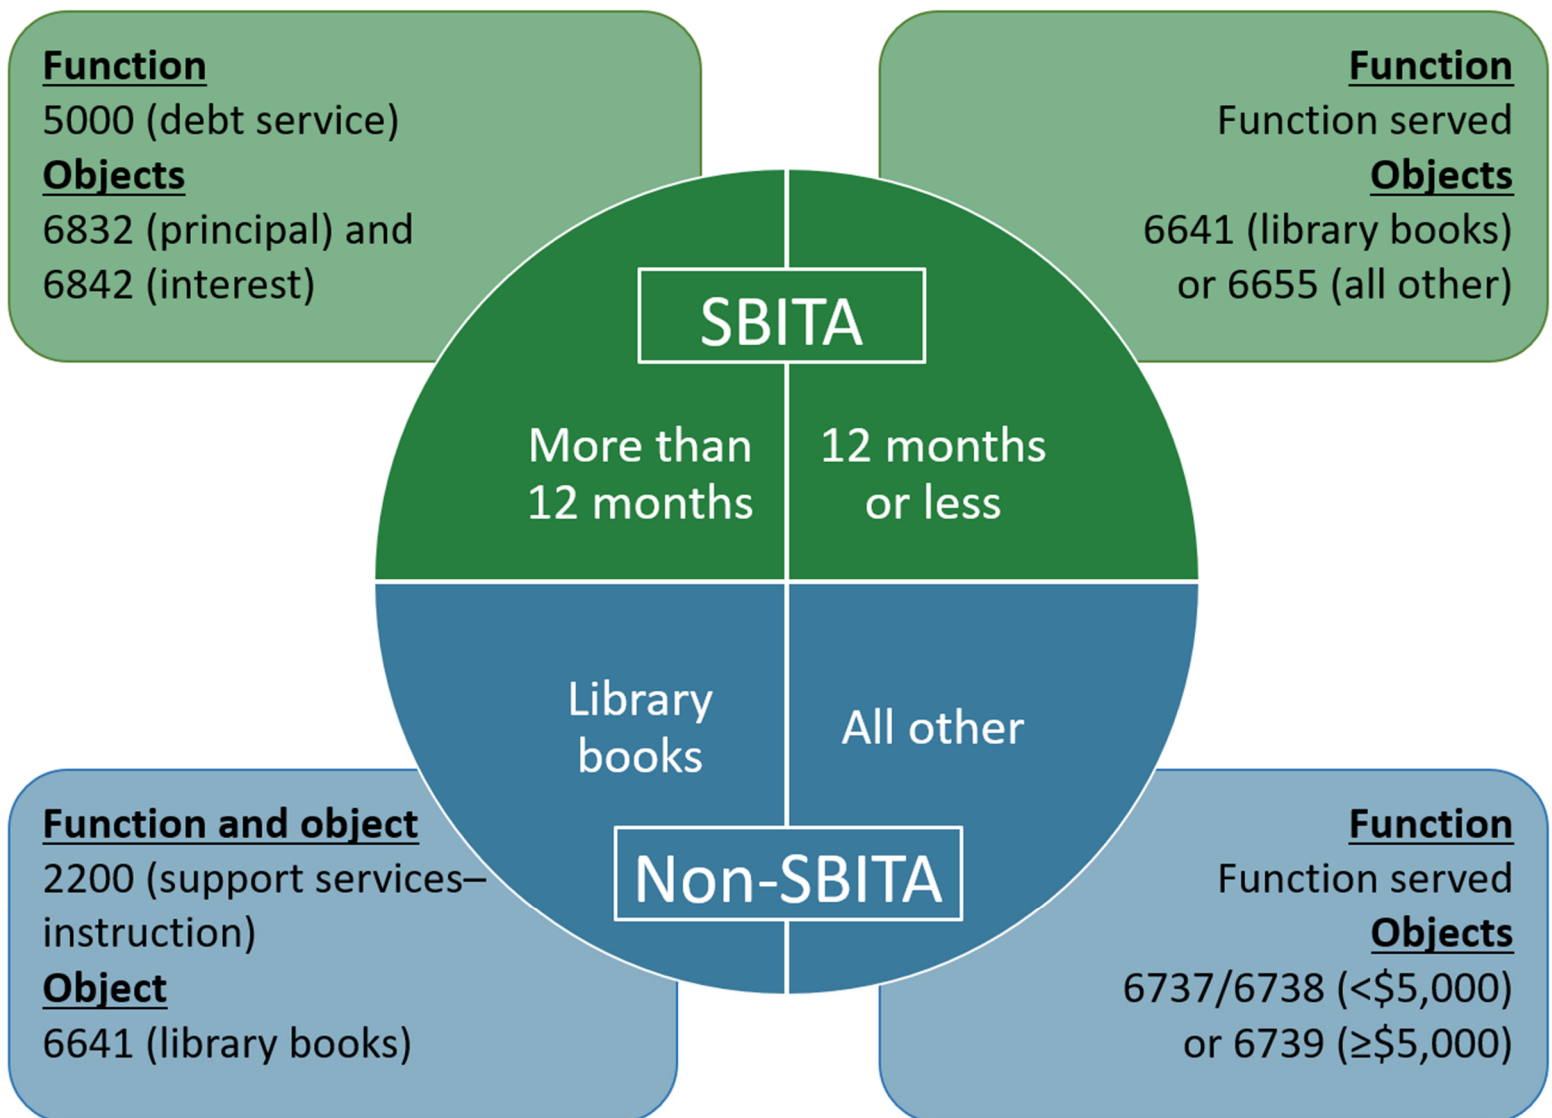 Function
5000 (debt service)
Objects
6832 (principal) and
6842 (interest)
Function
Function served
Objects
6641 (library books)
or 6655 (all other)
SBITA
More than
12 months
12 months
or less
Library
books
All other
Non-SBITA
Function and object
2200 (support services–
instruction)
Object
6641 (library books)
Function
Function served
Objects
6737/6738 (<$5,000)
or 6739 (≥$5,000)